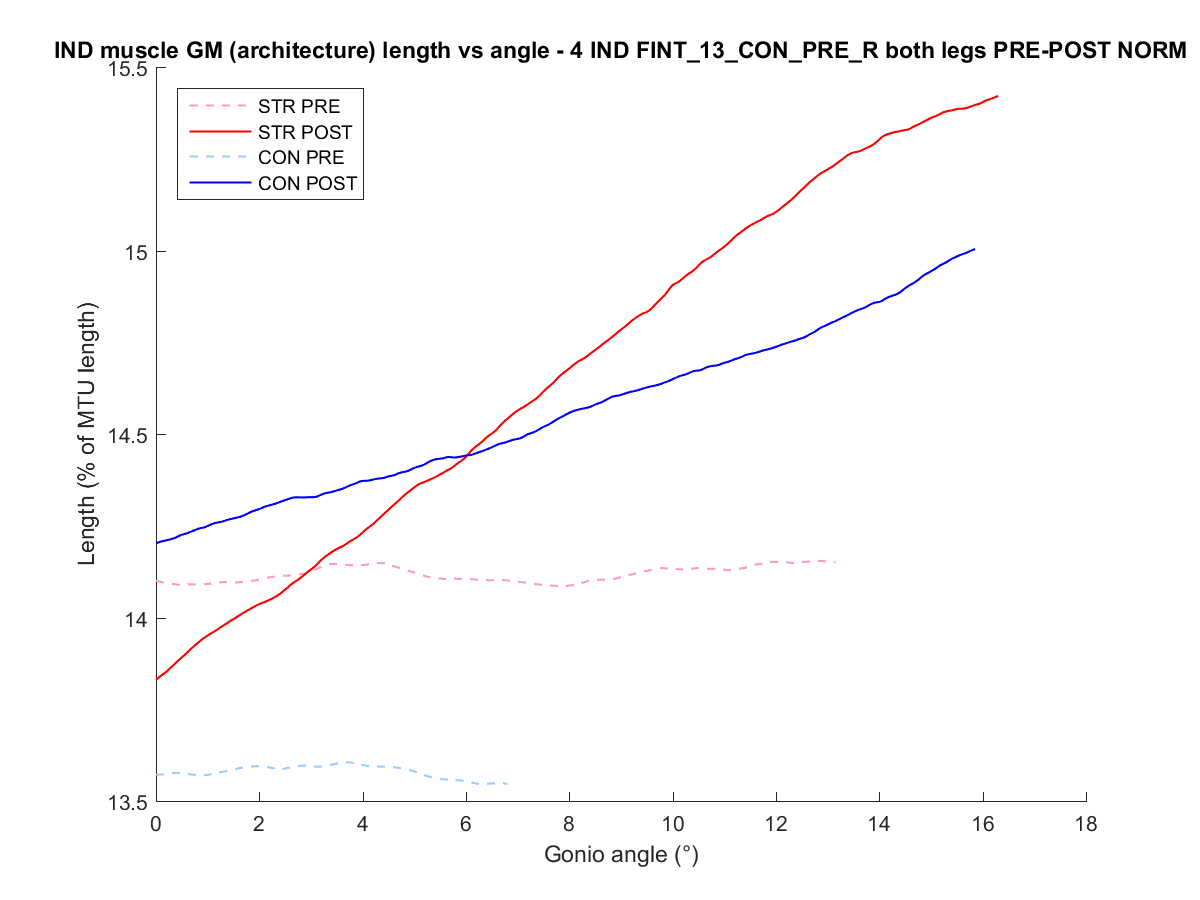 IND muscle GM (architecture) length vs angle - 4 IND FINT_13_CON_PRE_R both legs PRE-POST NORM
15.5
STR PRE
STR POST
CON PRE
CON POST
15
14.5
14
13.5
Length (% of MTU length)
0 2 4 6 8 10 12 14 16 18
Gonio angle (°)